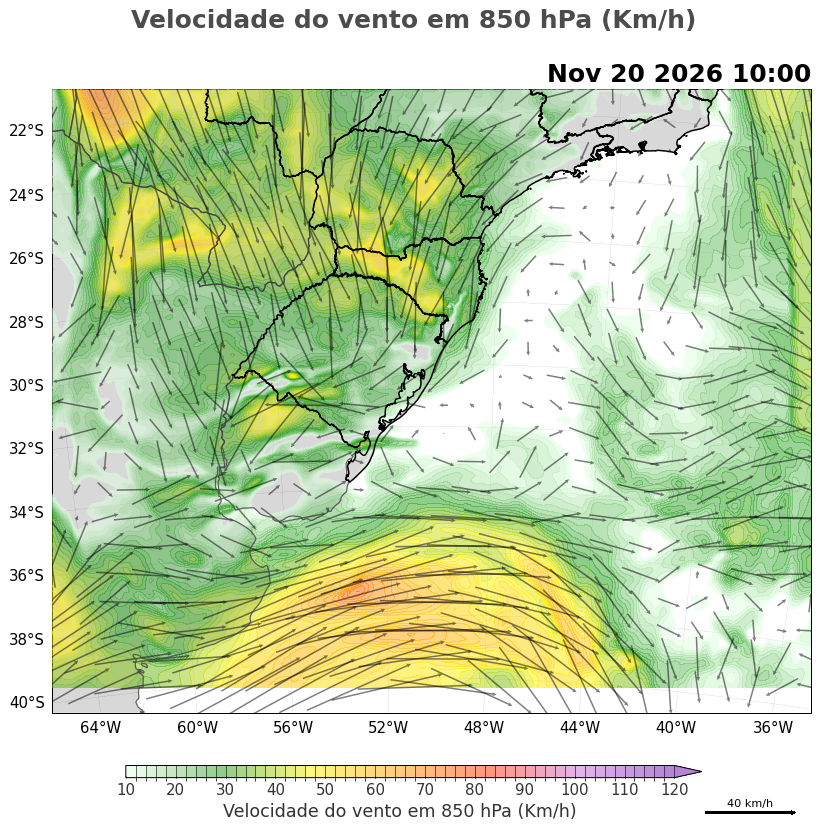 Velocidade do vento em 850 hPa (Km/h)
Nov 20 2026 10:00
22°S
24°S
26°S
28°S
30°S
32°S
34°S
36°S
38°S
40°S
64°W 60°W 56°W 52°W 48°W 44°W 40°W 36°W
10 20 30 40 50 60 70 80 90 100 110 120
Velocidade do vento em 850 hPa (Km/h)
40 km/h